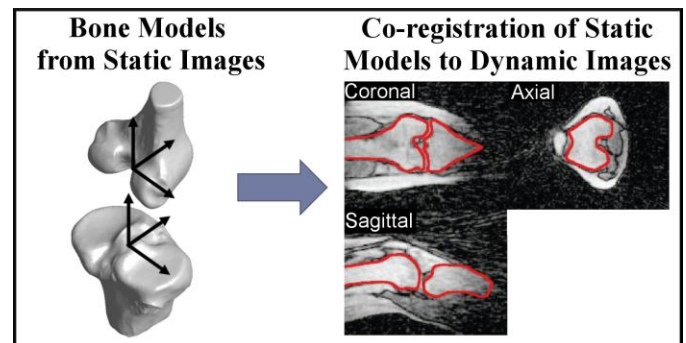 Bone Models
from Static Images
Co-registration of Static
Models to Dynamic Images
Coronal
Axial
Sagittal